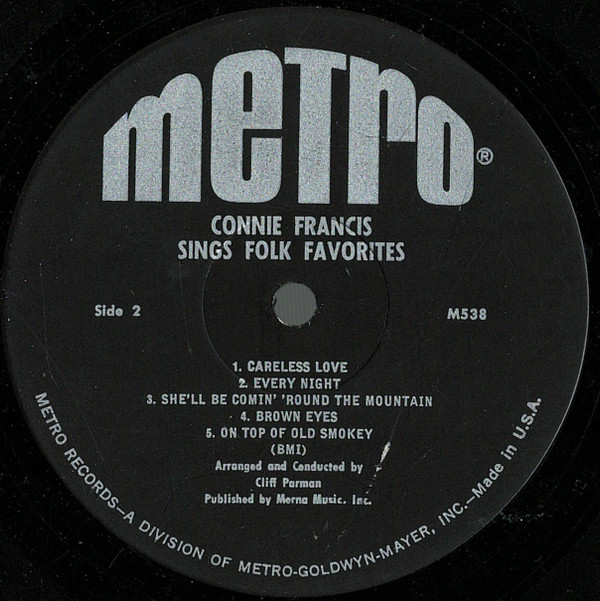 metro®
CONNIE FRANCIS
SINGS FOLK FAVORITES
Side 2
M538
1. CARELESS LOVE
2. EVERY NIGHT
3. SHE'LL BE COMIN' 'ROUND THE MOUNTAIN
4. BROWN EYES
5. ON TOP OF OLD SMOKEY
(BMI)
Arranged and Conducted by
Cliff Parman
Published by Merna Music. Inc.
METRO RECORDS—A DIVISION OF METRO-GOLDWYN-MAYER, INC.—Made in U.S.A.